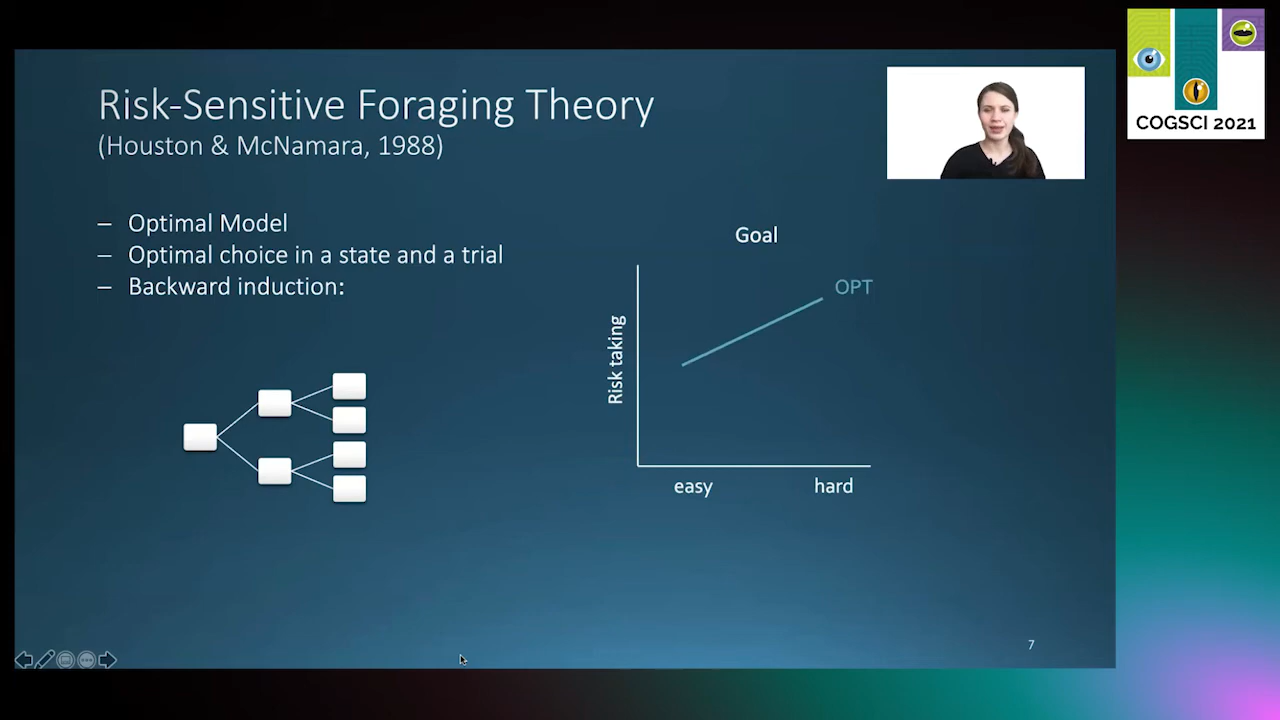 Risk-Sensitive Foraging Theory
(Houston & McNamara, 1988)
– Optimal Model
– Optimal choice in a state and a trial
– Backward induction:
Goal
OPT
Risk taking
easy hard
7
COGSCI 2021